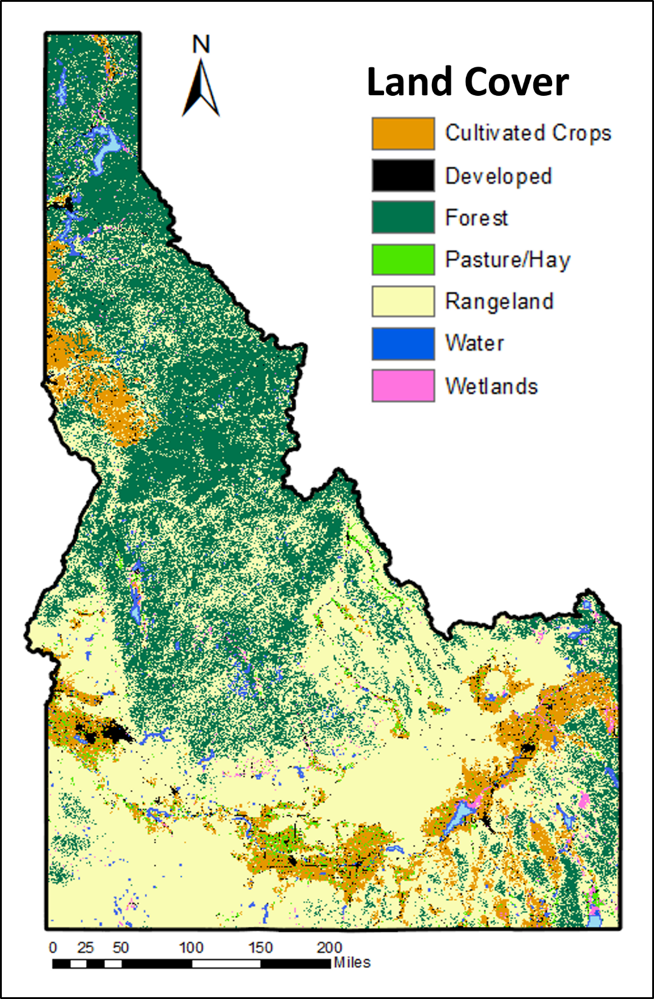 N
Land Cover
Cultivated Crops
Developed
Forest
Pasture/Hay
Rangeland
Water
Wetlands
0 25 50 100 150 200
Miles